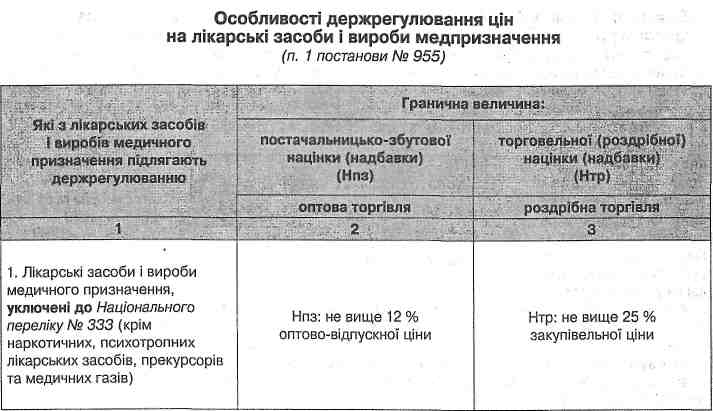 Особливості держрегулювання цін
на лікарські засоби і вироби медпризначення
(п. 1 постанови № 955)
Які з лікарських засобів
і виробів медичного
призначення підлягають
держрегулюванню
Гранична величина:
постачальницько-збутової
націнки (надбавки)
(Нпз)
торговельної (роздрібної)
націнки (надбавки)
(Нтр)
оптова торгівля
роздрібна торгівля
1
2
3
1. Лікарські засоби і вироби
медичного призначення,
уключені до Національного
переліку № 333 (крім
наркотичних, психотропних
лікарських засобів, прекурсорів
та медичних газів)
Нпз: не вище 12 %
оптово-відпускної ціни
Нтр: не вище 25 %
закупівельної ціни